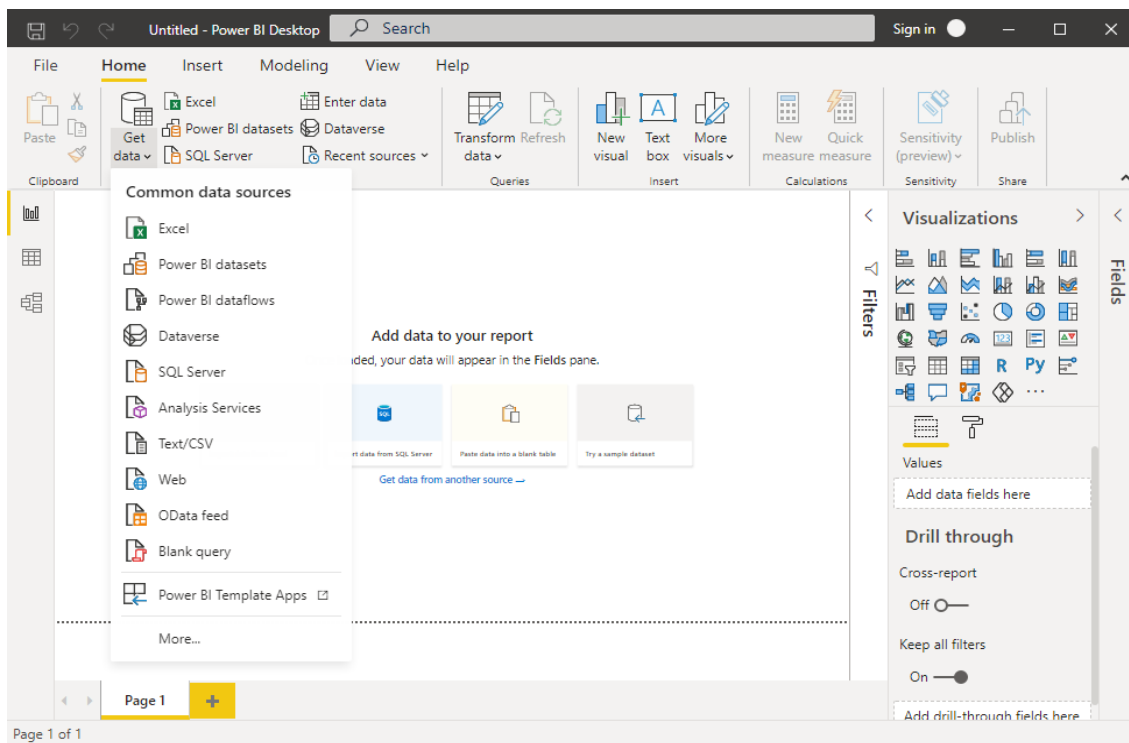 Untitled - Power BI Desktop
Search
Sign in
File Home Insert Modeling View Help
Paste
Get data
Excel
Power BI datasets
SQL Server
Enter data
Dataverse
Recent sources
Transform data
Refresh
New visual
Text box
More visuals
New measure
Quick measure
Sensitivity (preview)
Publish
Clipboard
Queries
Insert
Calculations
Sensitivity
Share
Common data sources
Excel
Power BI datasets
Power BI dataflows
Dataverse
SQL Server
Analysis Services
Text/CSV
Web
OData feed
Blank query
Power BI Template Apps
More...
Add data to your report
your data will appear in the Fields pane.
SQL
data from SQL Server
Paste data into a blank table
Try a sample dataset
Get data from another source
Filters
Visualizations
123
R Py
Values
Add data fields here
Drill through
Cross-report
Off
Keep all filters
On
Add drill-through fields here
Fields
Page 1
Page 1 of 1